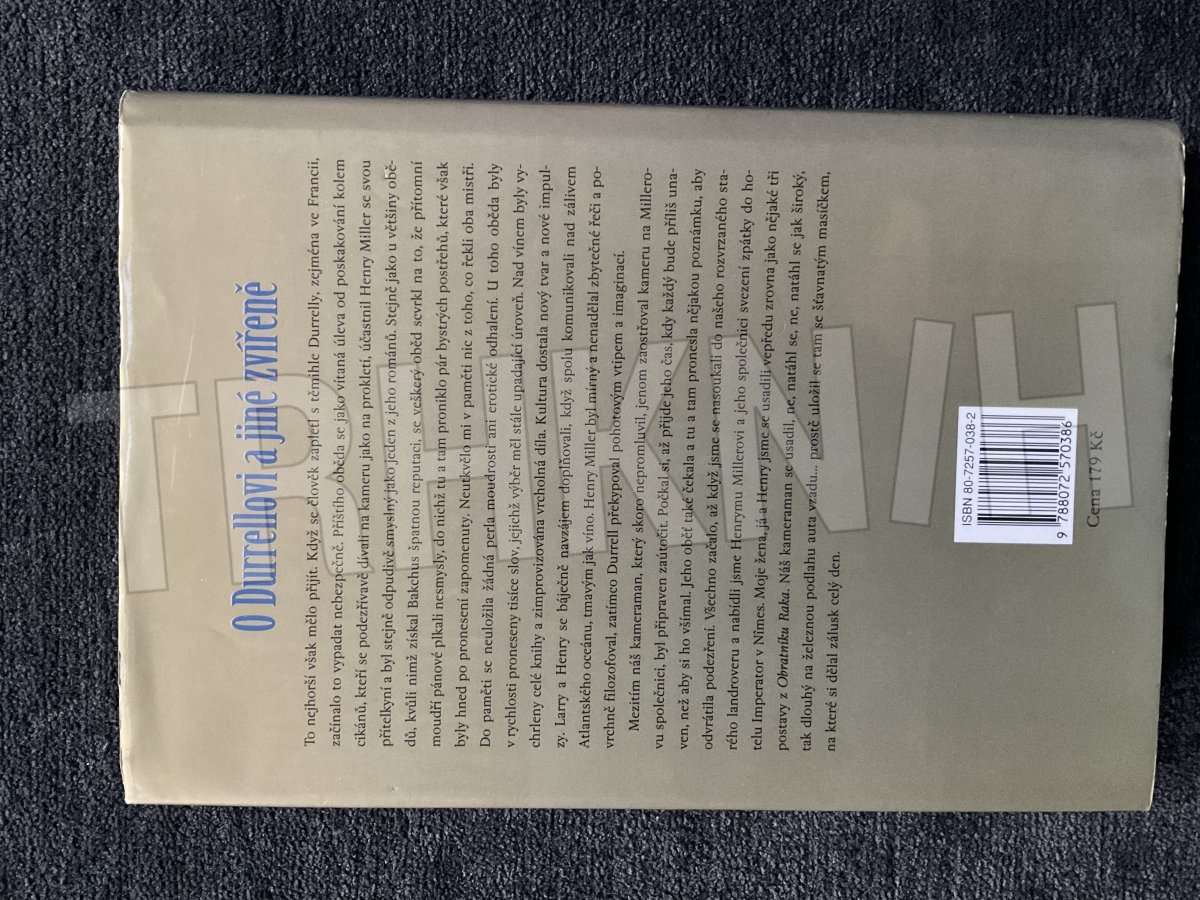 O Durrellovi a jiné zvířeně
To nejhorší však mělo přijít. Když se člověk zapletl s těmihle Durrelly, zejména ve Francii,
začínalo to vypadat nebezpečně. Příštího oběda se jako vítaná úleva od poskakování kolem
cikánů, kteří se podezřívavě dívali na kameru jako na prokletí, účastnil Henry Miller se svou
přítelkyní a byl stejně odpudivě smyslný jako jeden z jeho románů. Stejně jako u většiny obě-
dů, kvůli nimž získal Bakchus špatnou reputaci, se veškerý oběd scvrkl na to, že přítomní
moudří pánové plkali nesmysly, do nichž tu a tam proniklo pár bystrých postřehů, které však
byly hned po pronesení zapomenuty. Neutkvělo mi v paměti nic z toho, co řekli oba mistři.
Do paměti se neuložila žádná perla moudrosti ani erotické odhalení. U toho oběda byly
v rychlosti proneseny tisíce slov, jejichž výběr měl stále upadající úroveň. Nad vínem byly vy-
chrleny celé knihy a zimprovizována vrcholná díla. Kultura dostala nový tvar a nové impul-
zy. Larry a Henry se báječně navzájem doplňovali, když spolu komunikovali nad zálivem
Atlantského oceánu, tmavým jak víno. Henry Miller byl mírný a nenadělal zbytečné řeči a po-
vrchně filozofoval, zatímco Durrell překypoval pohotovým vtipem a imaginací.
Mezitím náš kameraman, který skoro nepromluvil, jenom zaostřoval kameru na Millero-
vu společnici, byl připraven zaútočit. Počkal si, až přijde jeho čas, kdy každý bude příliš una-
ven, než aby si ho všímal. Jeho oběť také čekala a tu a tam pronesla nějakou poznámku, aby
odvrátila podezření. Všechno začalo, až když jsme se nasoukali do našeho rozvrzaného sta-
rého landroveru a nabídli jsme Henrymu Millerovi a jeho společnici svezení zpátky do ho-
telu Imperator v Nîmes. Moje žena, já a Henry jsme se usadili vepředu zrovna jako nějaké tři
postavy z Obratníku Raka. Náš kameraman se usadil, ne, natáhl se, ne, natáhl se jak široký,
tak dlouhý na železnou podlahu auta vzadu... prostě uložil se tam se šťavnatým masíčkem,
na které si dělal zálusk celý den.
ISBN 80-7257-038-2
9 788072 570386
Cena 179 Kč
TRHKNIH